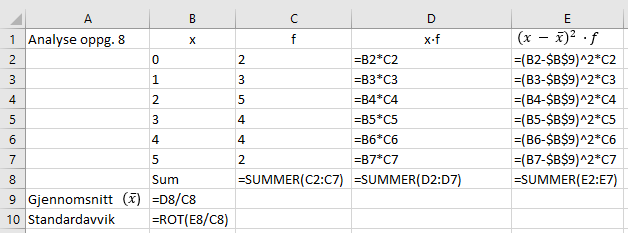 A B C D E
1 Analyse oppg. 8 x f x·f (x − x̄)² · f
2 0 2 =B2*C2 =(B2-$B$9)^2*C2
3 1 3 =B3*C3 =(B3-$B$9)^2*C3
4 2 5 =B4*C4 =(B4-$B$9)^2*C4
5 3 4 =B5*C5 =(B5-$B$9)^2*C5
6 4 4 =B6*C6 =(B6-$B$9)^2*C6
7 5 2 =B7*C7 =(B7-$B$9)^2*C7
8 Sum =SUMMER(C2:C7) =SUMMER(D2:D7) =SUMMER(E2:E7)
9 Gjennomsnitt (x̄) =D8/C8
10 Standardavvik =ROT(E8/C8)